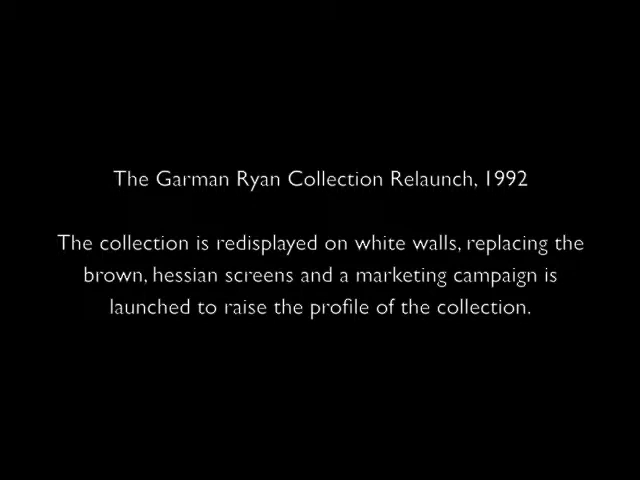 The Garman Ryan Collection Relaunch, 1992
The collection is redisplayed on white walls, replacing the
brown, hessian screens and a marketing campaign is
launched to raise the profile of the collection.